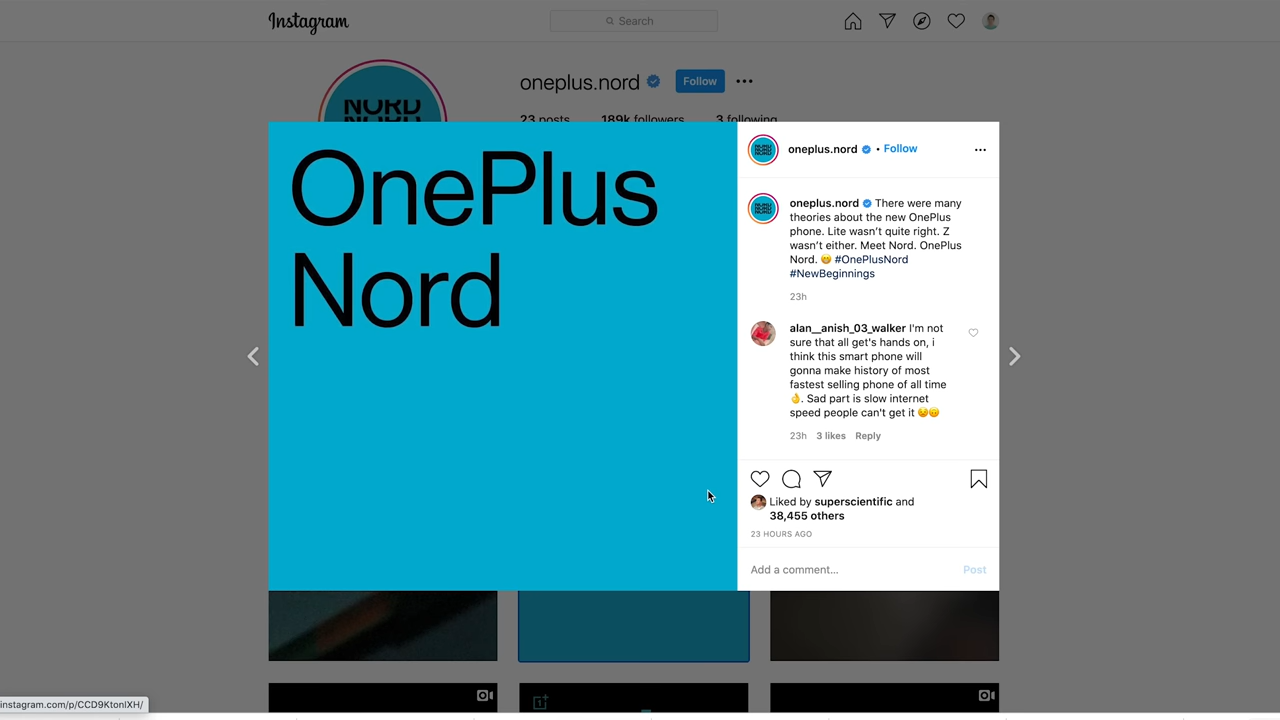 Instagram
Search
oneplus.nord
Follow
23 posts 189k followers 3 following
NORD
OnePlus
Nord
oneplus.nord • Follow
oneplus.nord There were many
theories about the new OnePlus
phone. Lite wasn’t quite right. Z
wasn’t either. Meet Nord. OnePlus
Nord. 😁 #OnePlusNord
#NewBeginnings
23h
alan__anish_03_walker I'm not
sure that all get's hands on, i
think this smart phone will
gonna make history of most
fastest selling phone of all time
👌. Sad part is slow internet
speed people can't get it 😣😬
23h 3 likes Reply
Liked by superscientific and
38,455 others
23 HOURS AGO
Add a comment...
Post
instagram.com/p/CCD9KtonIXH/